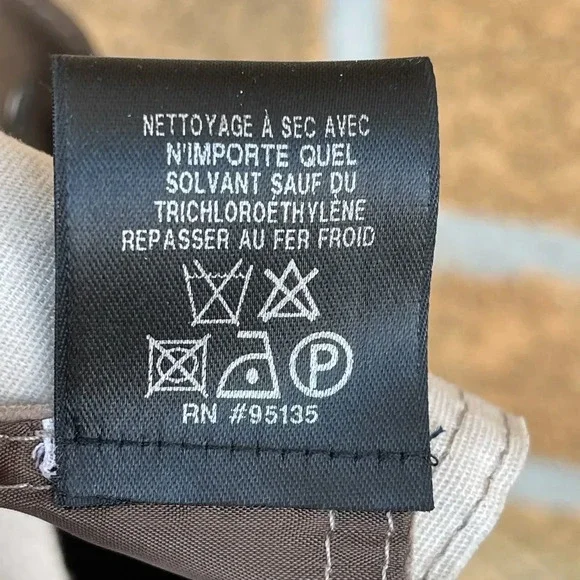 NETTOYAGE À SEC AVEC
N'IMPORTE QUEL
SOLVANT SAUF DU
TRICHLOROÉTHYLÈNE
REPASSER AU FER FROID
P
RN #95135